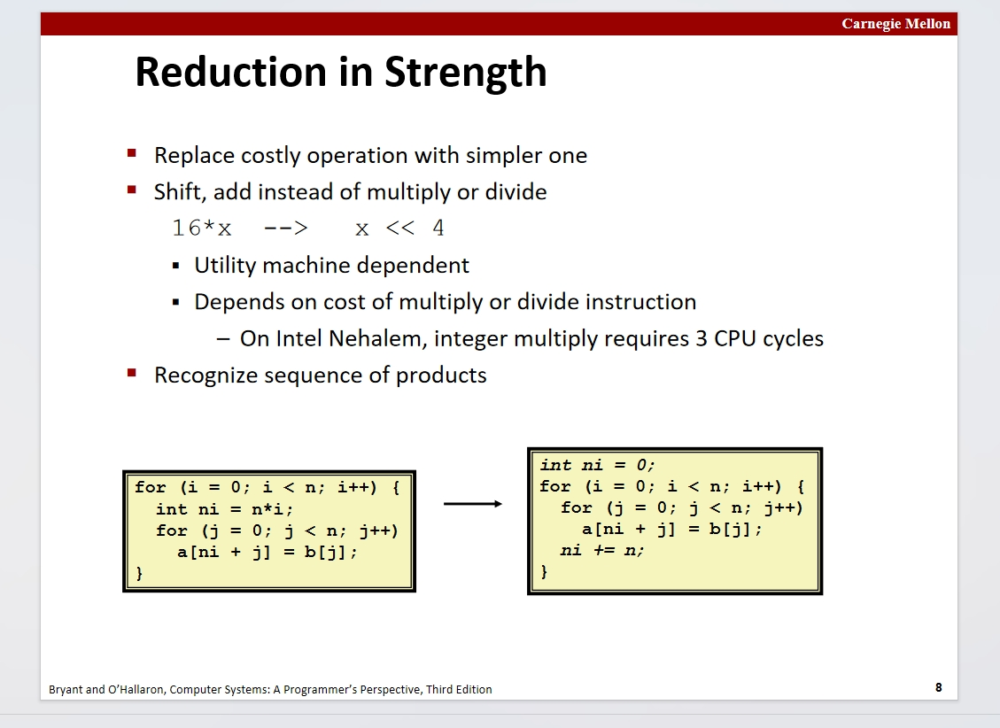 Carnegie Mellon
Reduction in Strength
Replace costly operation with simpler one
Shift, add instead of multiply or divide
16*x --> x << 4
Utility machine dependent
Depends on cost of multiply or divide instruction
– On Intel Nehalem, integer multiply requires 3 CPU cycles
Recognize sequence of products
for (i = 0; i < n; i++) {
int ni = n*i;
for (j = 0; j < n; j++)
a[ni + j] = b[j];
}
int ni = 0;
for (i = 0; i < n; i++) {
for (j = 0; j < n; j++)
a[ni + j] = b[j];
ni += n;
}
Bryant and O’Hallaron, Computer Systems: A Programmer’s Perspective, Third Edition
8